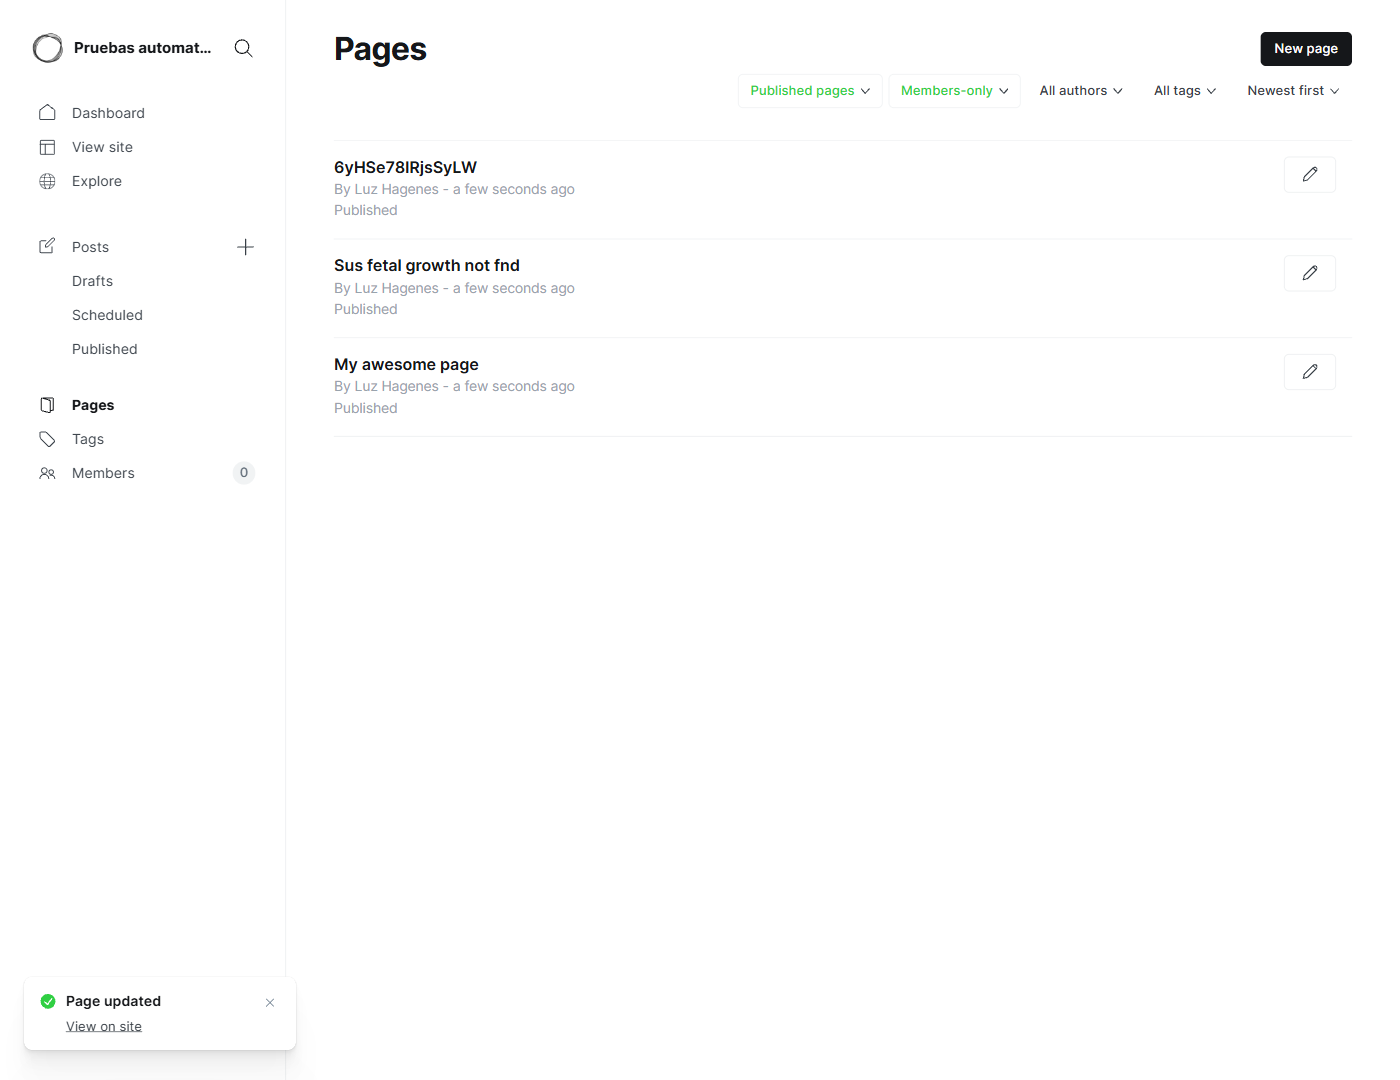 Pruebas automat...
Dashboard
View site
Explore
Posts
Drafts
Scheduled
Published
Pages
Tags
Members 0
Pages
New page
Published pages Members-only All authors All tags Newest first
6yHSe78IRjsSyLW
By Luz Hagenes - a few seconds ago
Published
Sus fetal growth not fnd
By Luz Hagenes - a few seconds ago
Published
My awesome page
By Luz Hagenes - a few seconds ago
Published
Page updated
View on site